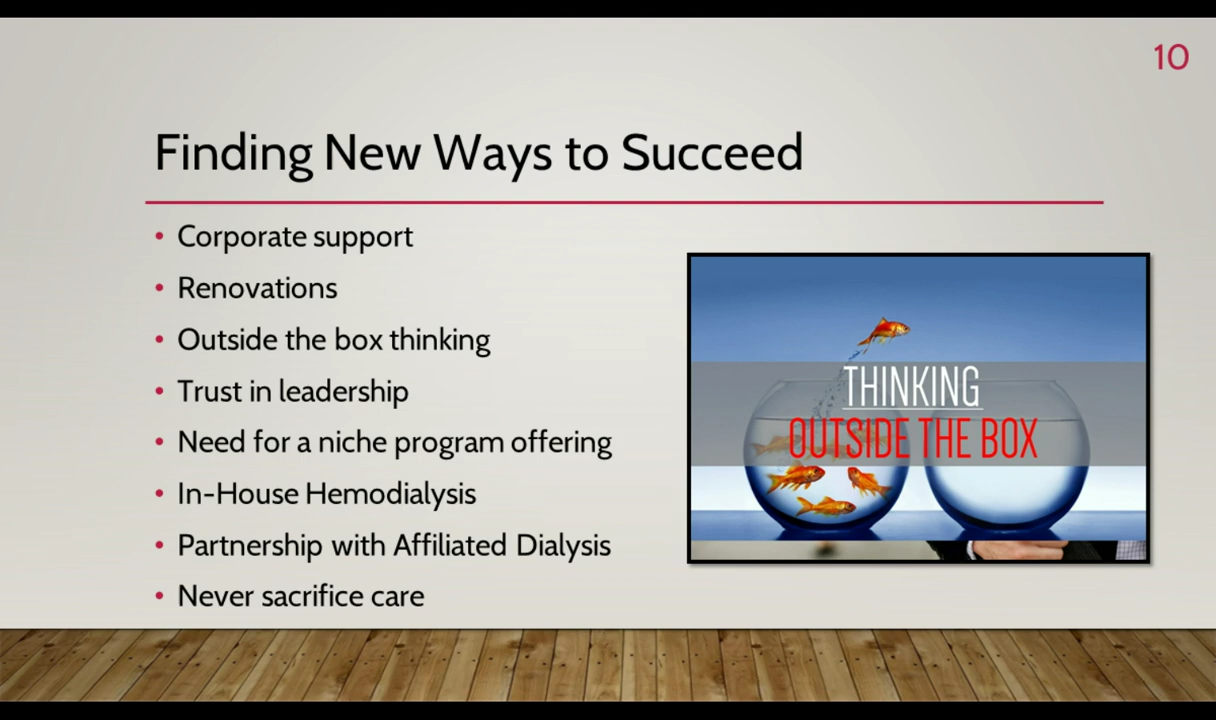 10
Finding New Ways to Succeed
• Corporate support
• Renovations
• Outside the box thinking
• Trust in leadership
• Need for a niche program offering
• In-House Hemodialysis
• Partnership with Affiliated Dialysis
• Never sacrifice care
THINKING
OUTSIDE THE BOX